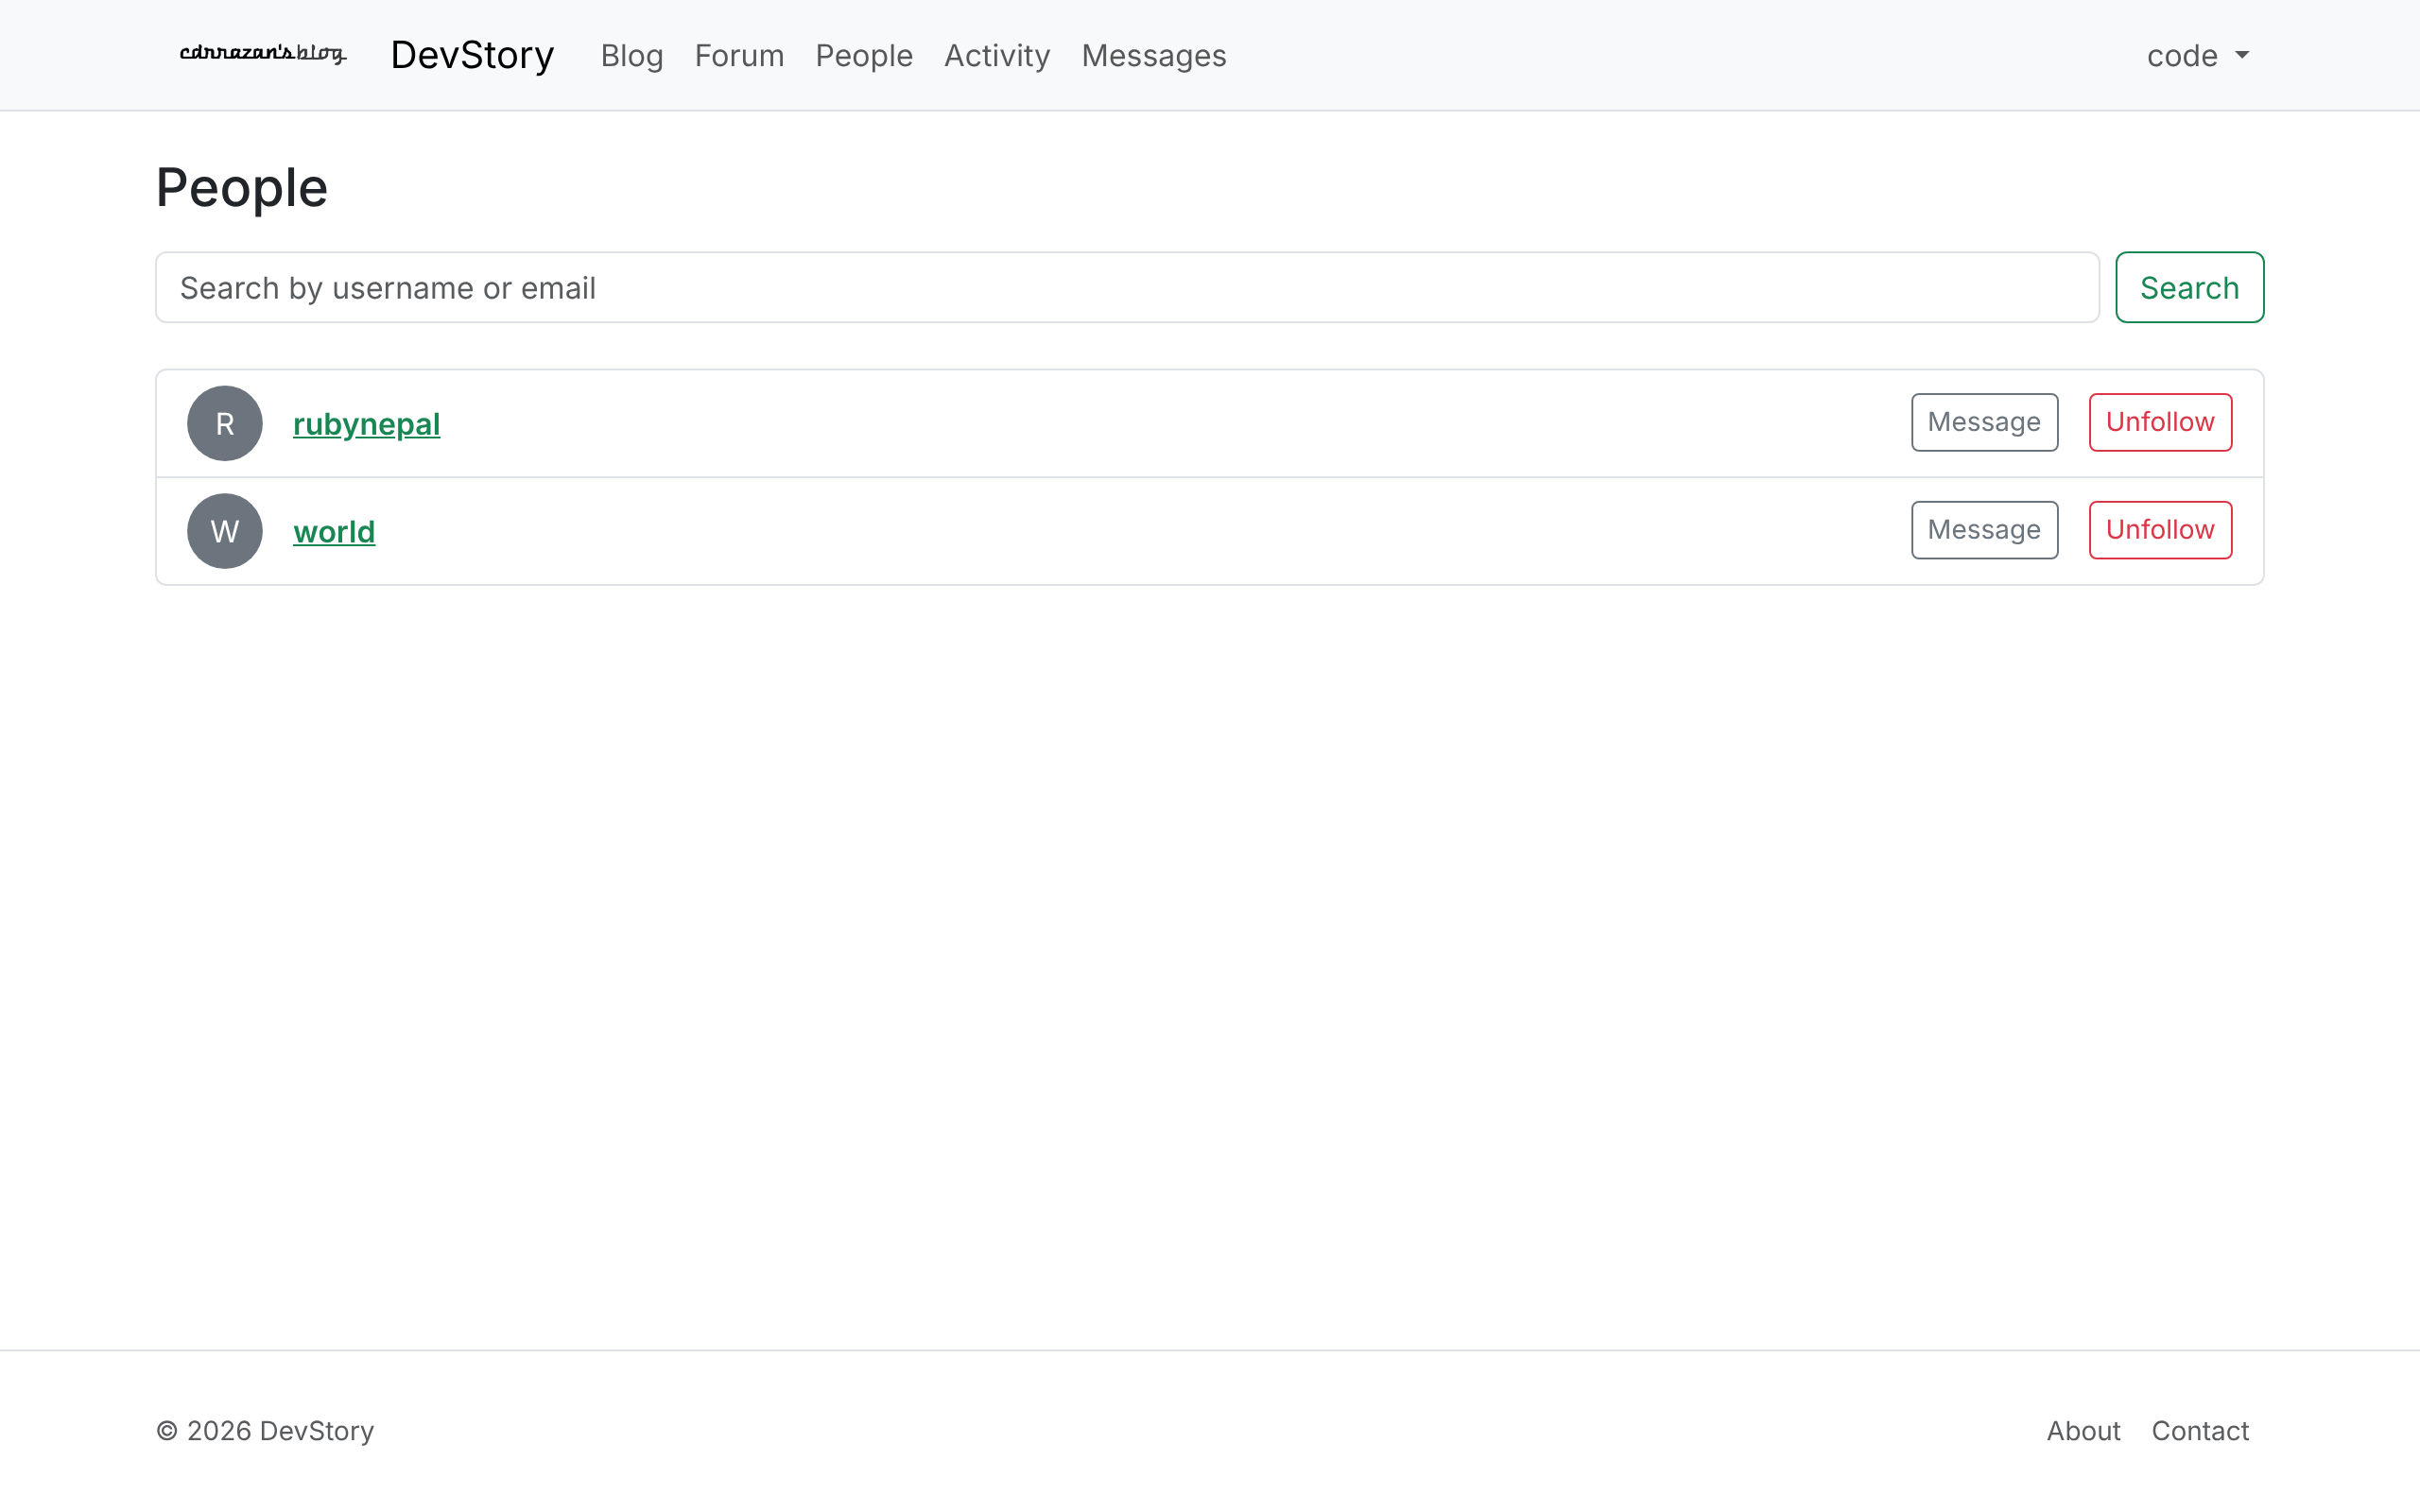 cdrrazan's blog DevStory Blog Forum People Activity Messages code
People
Search by username or email Search
R rubynepal Message Unfollow
W world Message Unfollow
© 2026 DevStory About Contact